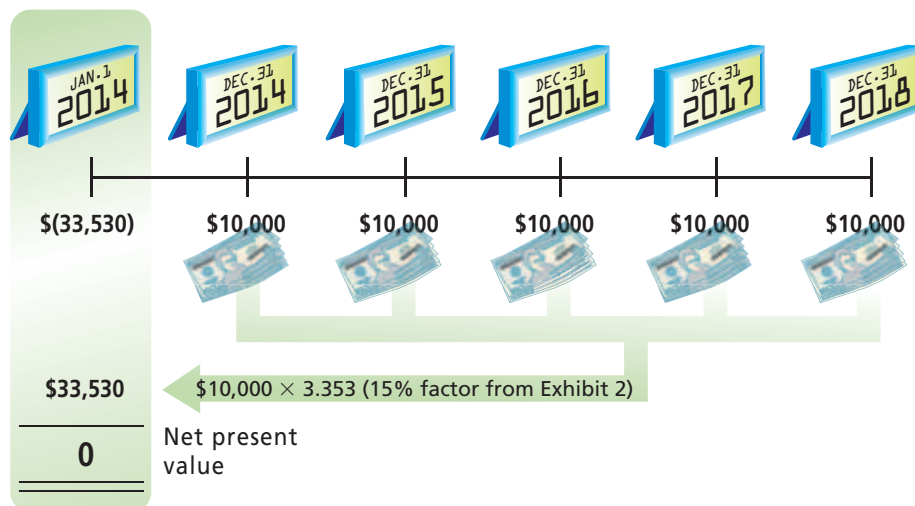 JAN.1 DEC.31 DEC.31 DEC.31 DEC.31 DEC.31
2014 2014 2015 2016 2017 2018
$(33,530) $10,000 $10,000 $10,000 $10,000 $10,000
$33,530 $10,000 × 3.353 (15% factor from Exhibit 2)
0 Net present
value